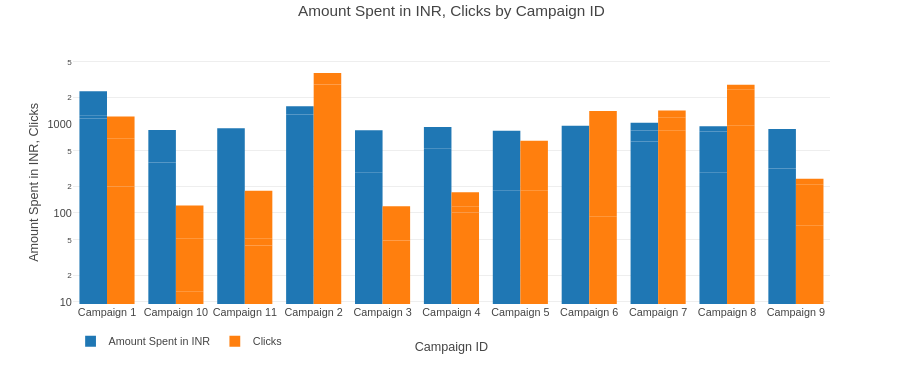 Amount Spent in INR, Clicks by Campaign ID
Amount Spent in INR, Clicks
5
2
1000
5
2
100
5
2
10
Campaign 1 Campaign 10 Campaign 11 Campaign 2 Campaign 3 Campaign 4 Campaign 5 Campaign 6 Campaign 7 Campaign 8 Campaign 9
Amount Spent in INR Clicks
Campaign ID